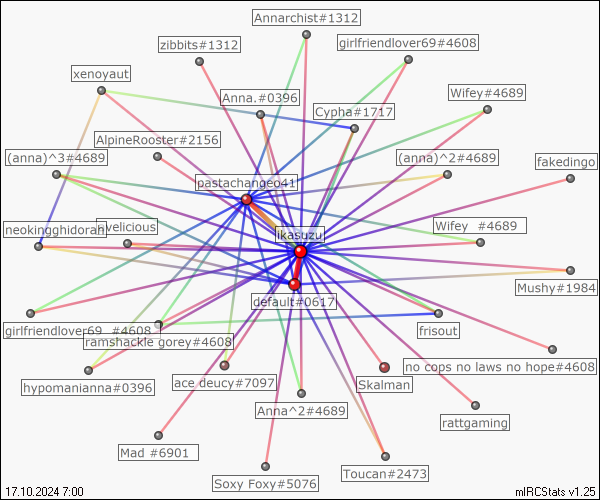 Annarchist#1312
zibbits#1312
girlfriendlover69#4608
xenoyaut
Wifey#4689
Anna.#0396
Cypha#1717
AlpineRooster#2156
(anna)^3#4689
(anna)^2#4689
fakedingo
pastachangeo41
neokingghidorah
velicious
ikasuzu
Wifey_#4689
Mushy#1984
default#0617
girlfriendlover69_#4608
frisout
ramshackle gorey#4608
no cops no laws no hope#4608
hypomanianna#0396
ace deucy#7097
Skalman
Anna^2#4689
rattgaming
Mad #6901
Soxy Foxy#5076
Toucan#2473
17.10.2024 7:00
mIRCStats v1.25